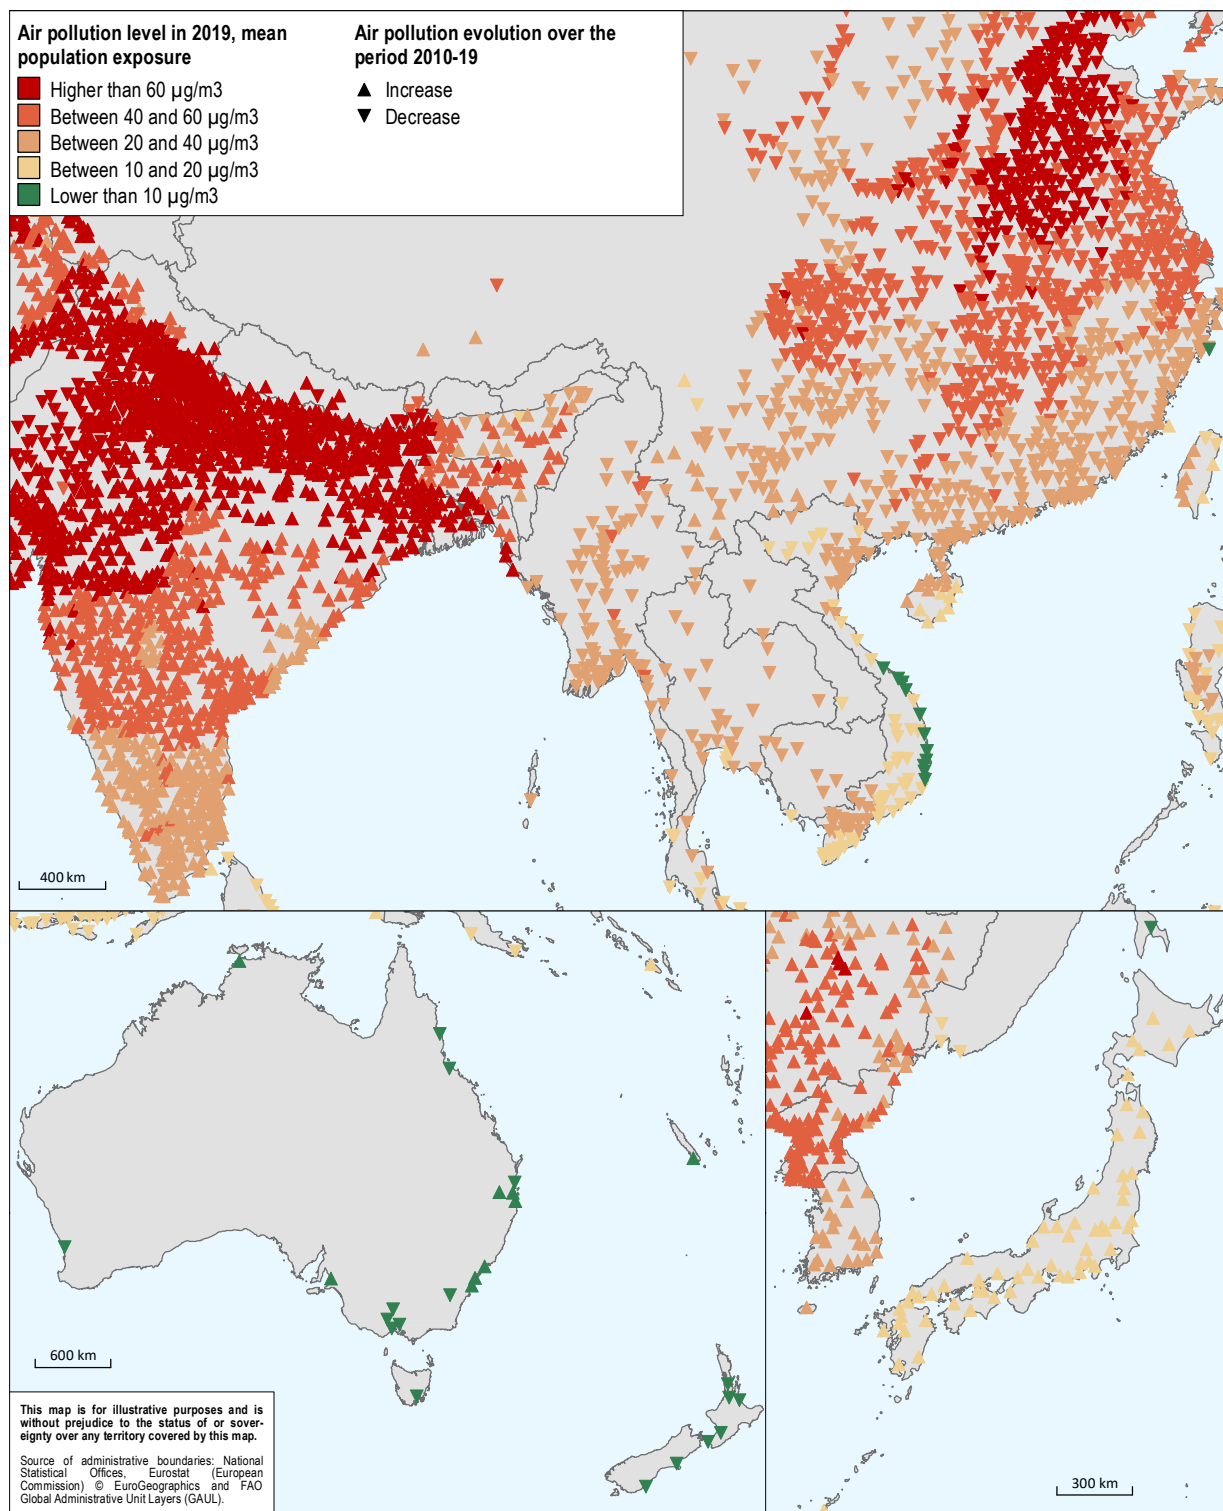 Air pollution level in 2019, mean
population exposure
Higher than 60 µg/m3
Between 40 and 60 µg/m3
Between 20 and 40 µg/m3
Between 10 and 20 µg/m3
Lower than 10 µg/m3
Air pollution evolution over the
period 2010-19
Increase
Decrease
400 km
600 km
This map is for illustrative purposes and is
without prejudice to the status of or sover-
eignty over any territory covered by this map.
Source of administrative boundaries: National
Statistical Offices, Eurostat (European
Commission) © EuroGeographics and FAO
Global Administrative Unit Layers (GAUL).
300 km